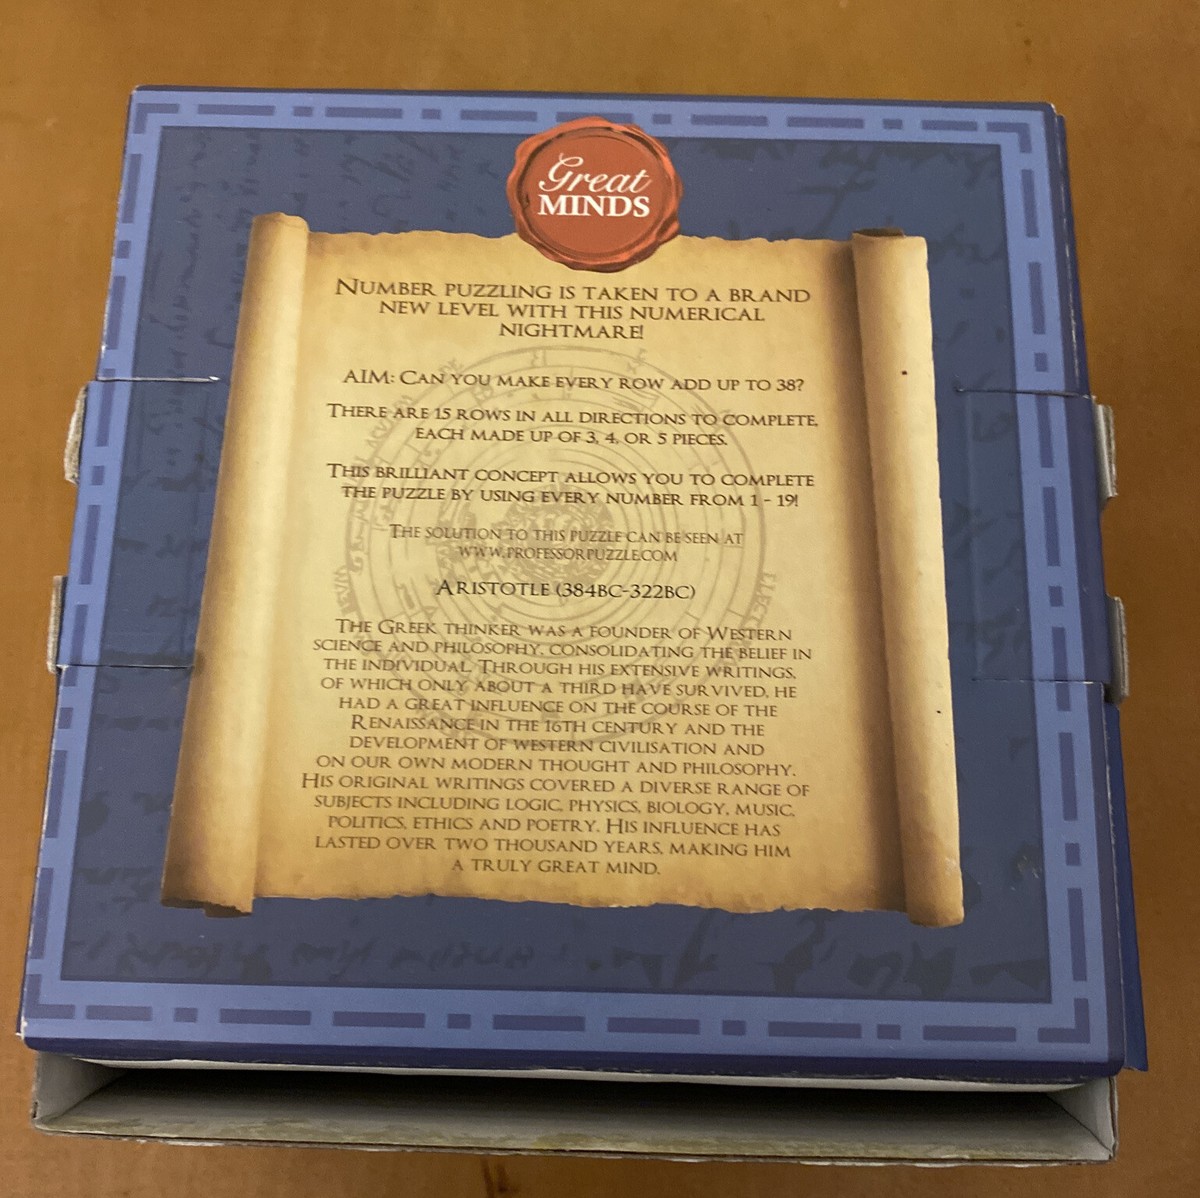 Great
MINDS
NUMBER PUZZLING IS TAKEN TO A BRAND
NEW LEVEL WITH THIS NUMERICAL
NIGHTMARE!
AIM: CAN YOU MAKE EVERY ROW ADD UP TO 38?
THERE ARE 15 ROWS IN ALL DIRECTIONS TO COMPLETE,
EACH MADE UP OF 3, 4, OR 5 PIECES.
THIS BRILLIANT CONCEPT ALLOWS YOU TO COMPLETE
THE PUZZLE BY USING EVERY NUMBER FROM 1 - 19!
THE SOLUTION TO THIS PUZZLE CAN BE SEEN AT
WWW.PROFESSORPUZZLE.COM
ARISTOTLE (384BC-322BC)
THE GREEK THINKER WAS A FOUNDER OF WESTERN
SCIENCE AND PHILOSOPHY, CONSOLIDATING THE BELIEF IN
THE INDIVIDUAL. THROUGH HIS EXTENSIVE WRITINGS,
OF WHICH ONLY ABOUT A THIRD HAVE SURVIVED, HE
HAD A GREAT INFLUENCE ON THE COURSE OF THE
RENAISSANCE IN THE 16TH CENTURY AND THE
DEVELOPMENT OF WESTERN CIVILISATION AND
ON OUR OWN MODERN THOUGHT AND PHILOSOPHY.
HIS ORIGINAL WRITINGS COVERED A DIVERSE RANGE OF
SUBJECTS INCLUDING LOGIC, PHYSICS, BIOLOGY, MUSIC,
POLITICS, ETHICS AND POETRY. HIS INFLUENCE HAS
LASTED OVER TWO THOUSAND YEARS, MAKING HIM
A TRULY GREAT MIND.